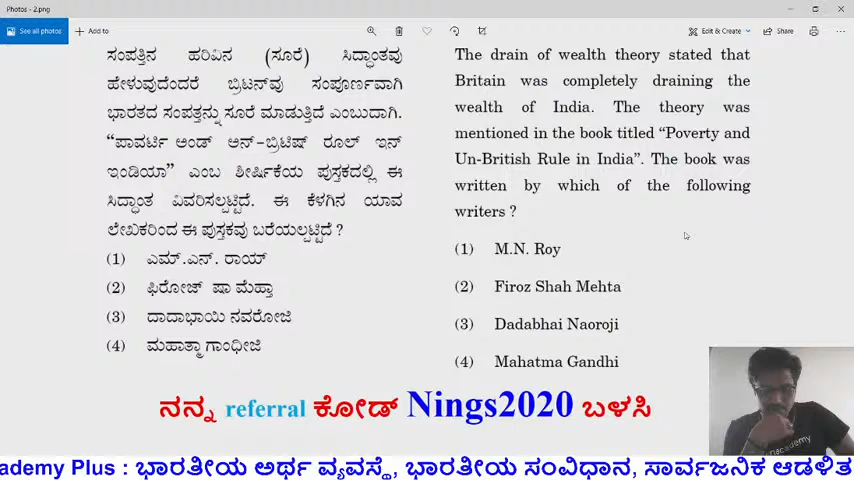 Photos - 2.png
See all photos
Add to
Edit & Create
Share
ಸಂಪತ್ತಿನ ಹರಿವಿನ (ಸೂರೆ) ಸಿದ್ಧಾಂತವು
ಹೇಳುವುದೆಂದರೆ ಬ್ರಿಟನ್‌ವು ಸಂಪೂರ್ಣವಾಗಿ
ಭಾರತದ ಸಂಪತ್ತನ್ನು ಸೂರೆ ಮಾಡುತ್ತಿದೆ ಎಂಬುದಾಗಿ.
“ಪಾವರ್ಟಿ ಅಂಡ್ ಅನ್-ಬ್ರಿಟಿಷ್ ರೂಲ್ ಇನ್
ಇಂಡಿಯಾ” ಎಂಬ ಶೀರ್ಷಿಕೆಯ ಪುಸ್ತಕದಲ್ಲಿ ಈ
ಸಿದ್ಧಾಂತ ವಿವರಿಸಲ್ಪಟ್ಟಿದೆ. ಈ ಕೆಳಗಿನ ಯಾವ
ಲೇಖಕರಿಂದ ಈ ಪುಸ್ತಕವು ಬರೆಯಲ್ಪಟ್ಟಿದೆ ?
(1) ಎಮ್.ಎನ್. ರಾಯ್
(2) ಫಿರೋಜ್ ಷಾ ಮೆಹ್ತಾ
(3) ದಾದಾಭಾಯಿ ನವರೋಜಿ
(4) ಮಹಾತ್ಮಾ ಗಾಂಧೀಜಿ
The drain of wealth theory stated that
Britain was completely draining the
wealth of India. The theory was
mentioned in the book titled “Poverty and
Un-British Rule in India”. The book was
written by which of the following
writers ?
(1) M.N. Roy
(2) Firoz Shah Mehta
(3) Dadabhai Naoroji
(4) Mahatma Gandhi
ನನ್ನ referral ಕೋಡ್ Nings2020 ಬಳಸಿ
ademy Plus : ಭಾರತೀಯ ಅರ್ಥ ವ್ಯವಸ್ಥೆ, ಭಾರತೀಯ ಸಂವಿಧಾನ, ಸಾರ್ವಜನಿಕ ಆಡಳಿತ